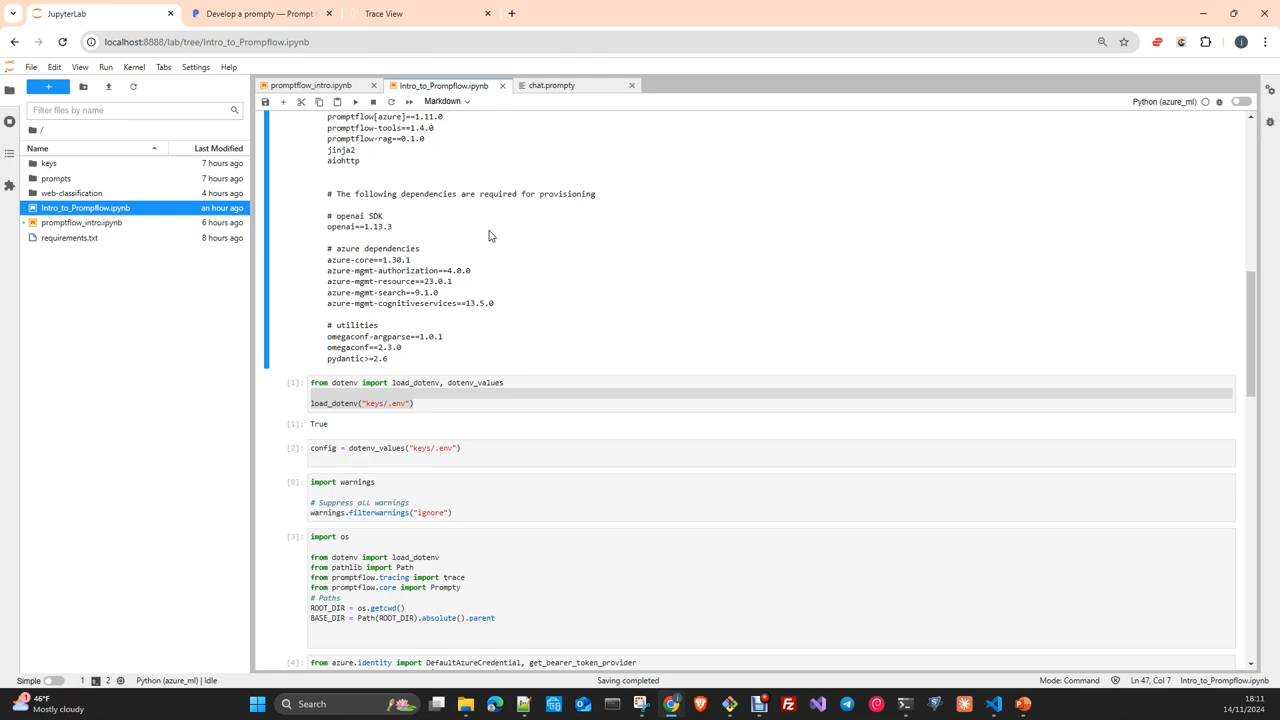 JupyterLab
Develop a prompty — Prompt
Trace View
localhost:8888/lab/tree/Intro_to_Prompflow.ipynb
File Edit View Run Kernel Tabs Settings Help
promptflow_intro.ipynb
Intro_to_Prompflow.ipynb
chat.prompty
Markdown
Python (azure_ml)
Filter files by name
/
Name Last Modified
keys 7 hours ago
prompts 7 hours ago
web-classification 4 hours ago
Intro_to_Prompflow.ipynb an hour ago
promptflow_intro.ipynb 6 hours ago
requirements.txt 8 hours ago
promptflow[azure]==1.11.0
promptflow-tools==1.4.0
promptflow-rag==0.1.0
jinja2
aiohttp
# The following dependencies are required for provisioning
# openai SDK
openai==1.13.3
# azure dependencies
azure-core==1.30.1
azure-mgmt-authorization==4.0.0
azure-mgmt-resource==23.0.1
azure-mgmt-search==9.1.0
azure-mgmt-cognitiveservices==13.5.0
# utilities
omegaconf-argparse==1.0.1
omegaconf==2.3.0
pydantic>=2.6
[1]: from dotenv import load_dotenv, dotenv_values
load_dotenv("keys/.env")
[1]: True
[2]: config = dotenv_values("keys/.env")
[8]: import warnings
# Suppress all warnings
warnings.filterwarnings("ignore")
[3]: import os
from dotenv import load_dotenv
from pathlib import Path
from promptflow.tracing import trace
from promptflow.core import Prompty
# Paths
ROOT_DIR = os.getcwd()
BASE_DIR = Path(ROOT_DIR).absolute().parent
[4]: from azure.identity import DefaultAzureCredential, get_bearer_token_provider
Simple 1 2 Python (azure_ml) | Idle Saving completed Mode: Command Ln 47, Col 7 Intro_to_Prompflow.ipynb
46°F
Mostly cloudy
Search
18:11
14/11/2024